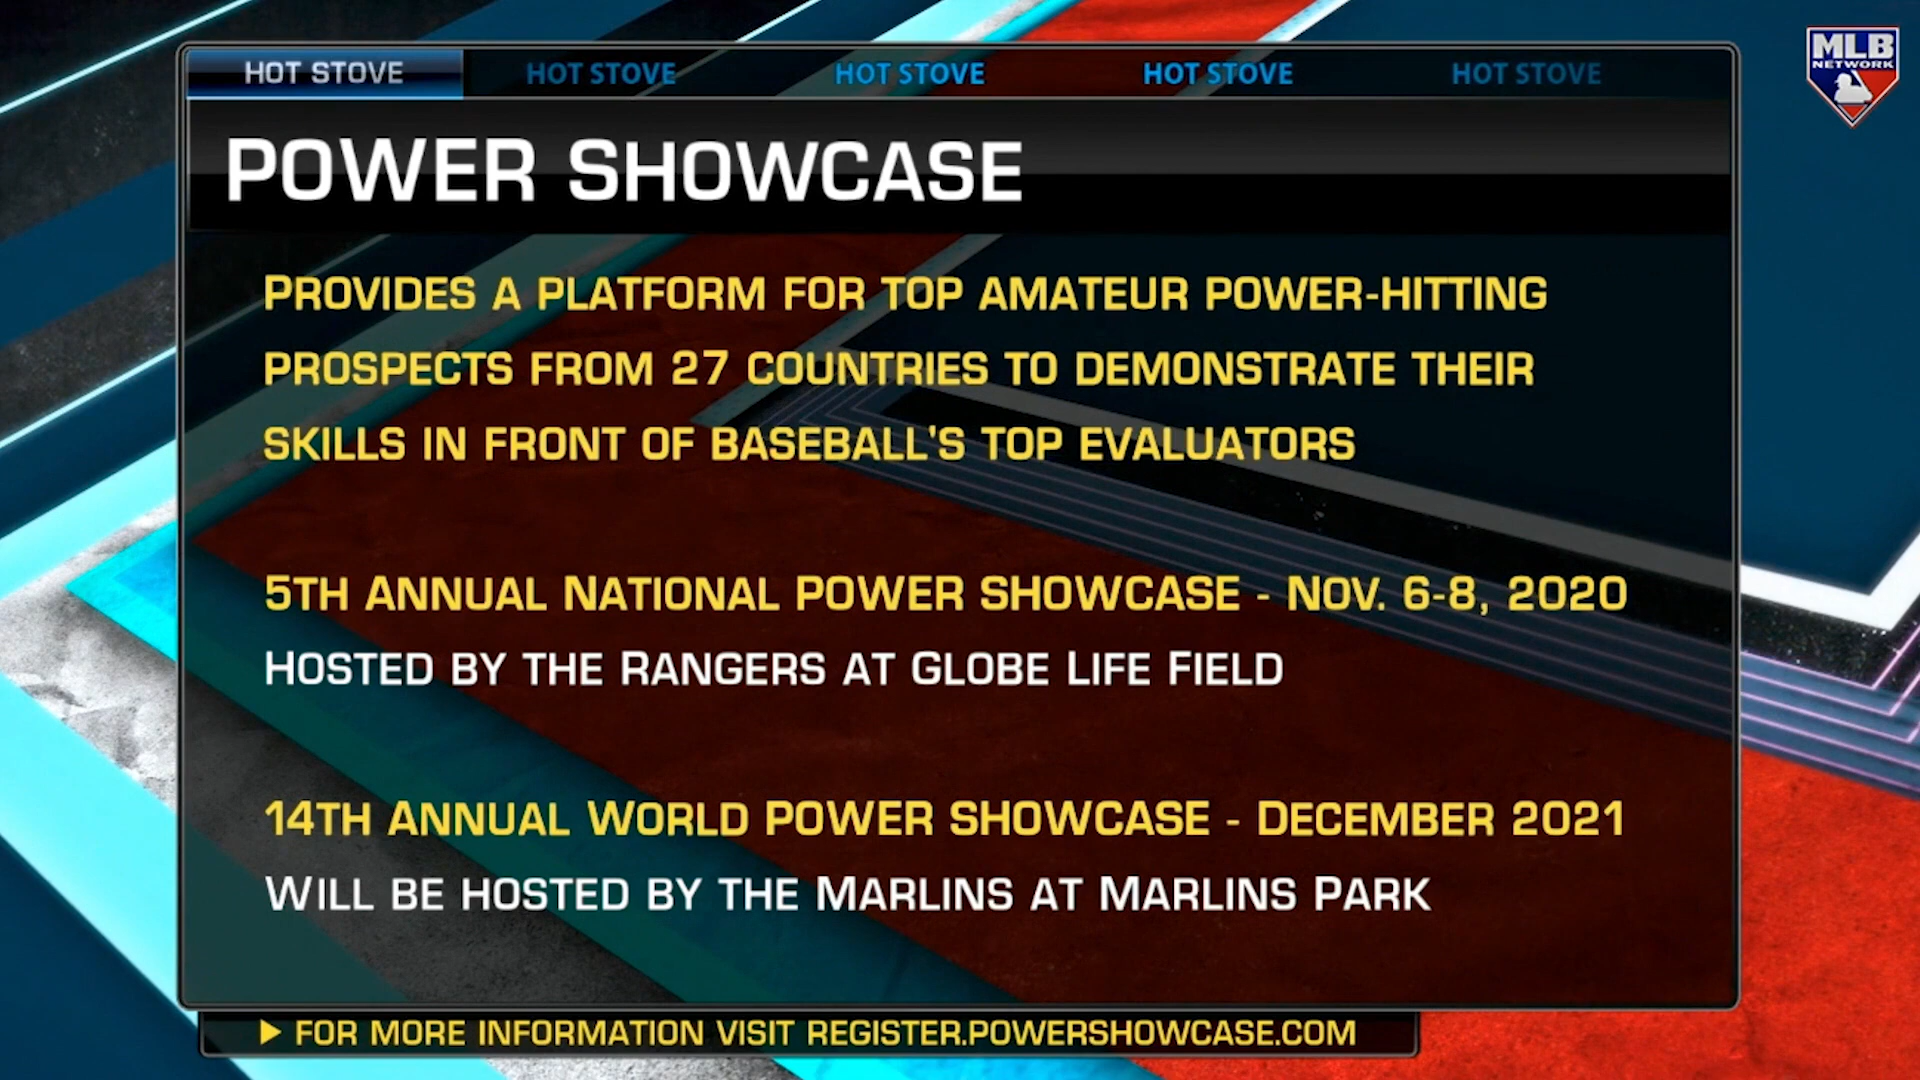 HOT STOVE HOT STOVE HOT STOVE HOT STOVE HOT STOVE
MLB
NETWORK
POWER SHOWCASE
PROVIDES A PLATFORM FOR TOP AMATEUR POWER-HITTING
PROSPECTS FROM 27 COUNTRIES TO DEMONSTRATE THEIR
SKILLS IN FRONT OF BASEBALL'S TOP EVALUATORS
5TH ANNUAL NATIONAL POWER SHOWCASE - NOV. 6-8, 2020
HOSTED BY THE RANGERS AT GLOBE LIFE FIELD
14TH ANNUAL WORLD POWER SHOWCASE - DECEMBER 2021
WILL BE HOSTED BY THE MARLINS AT MARLINS PARK
FOR MORE INFORMATION VISIT REGISTER.POWERSHOWCASE.COM